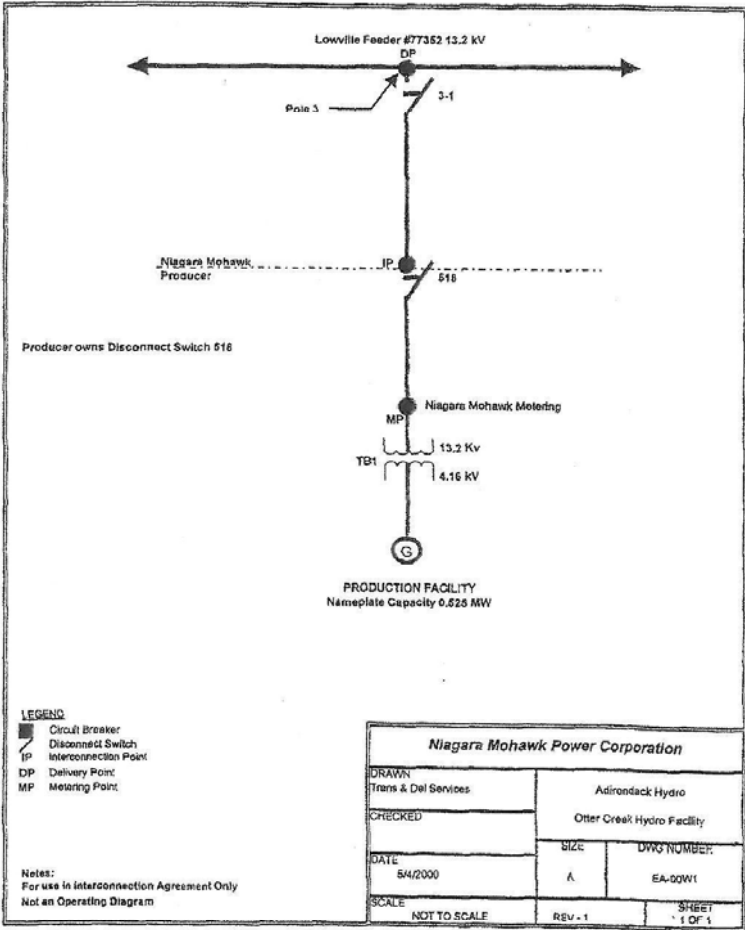 Lowville Feeder #77352 13.2 kV
DP
Pole 3
3-1
Niagara Mohawk
IP
Producer
516
Producer owns Disconnect Switch 516
Niagara Mohawk Metering
MP
13.2 Kv
TB1
4.16 kV
G
PRODUCTION FACILITY
Nameplate Capacity 0.525 MW
LEGEND
Circuit Breaker
Disconnect Switch
IP Interconnection Point
DP Delivery Point
MP Metering Point
Notes:
For use in Interconnection Agreement Only
Not an Operating Diagram
Niagara Mohawk Power Corporation
DRAWN
Trans & Del Services
Adirondack Hydro
CHECKED
Otter Creek Hydro Facility
SIZE
DWG NUMBER
DATE
5/4/2000
A
EA-00W1
SCALE
NOT TO SCALE
REV - 1
SHEET
1 OF 1